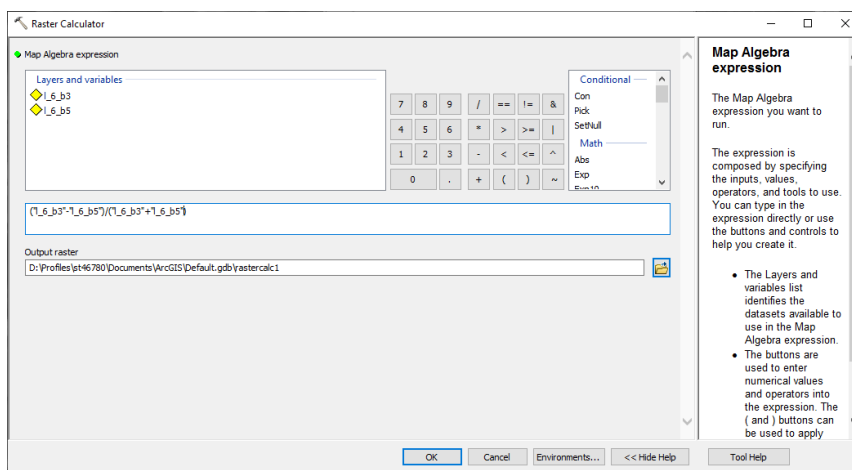 Raster Calculator
Map Algebra expression
Layers and variables
l_6_b3
l_6_b5
7 8 9 / == != &
4 5 6 * > >= |
1 2 3 - < <= ^
0 . + ( ) ~
Conditional
Con
Pick
SetNull
Math
Abs
Exp
Exp10
("l_6_b3"-"l_6_b5")/("l_6_b3"+"l_6_b5")
Output raster
D:\Profiles\st46780\Documents\ArcGIS\Default.gdb\rastercalc1
OK Cancel Environments... << Hide Help Tool Help
Map Algebra
expression
The Map Algebra
expression you want to
run.
The expression is
composed by specifying
the inputs, values,
operators, and tools to use.
You can type in the
expression directly or use
the buttons and controls to
help you create it.
• The Layers and
variables list
identifies the
datasets available to
use in the Map
Algebra expression.
• The buttons are
used to enter
numerical values
and operators into
the expression. The
( and ) buttons can
be used to apply